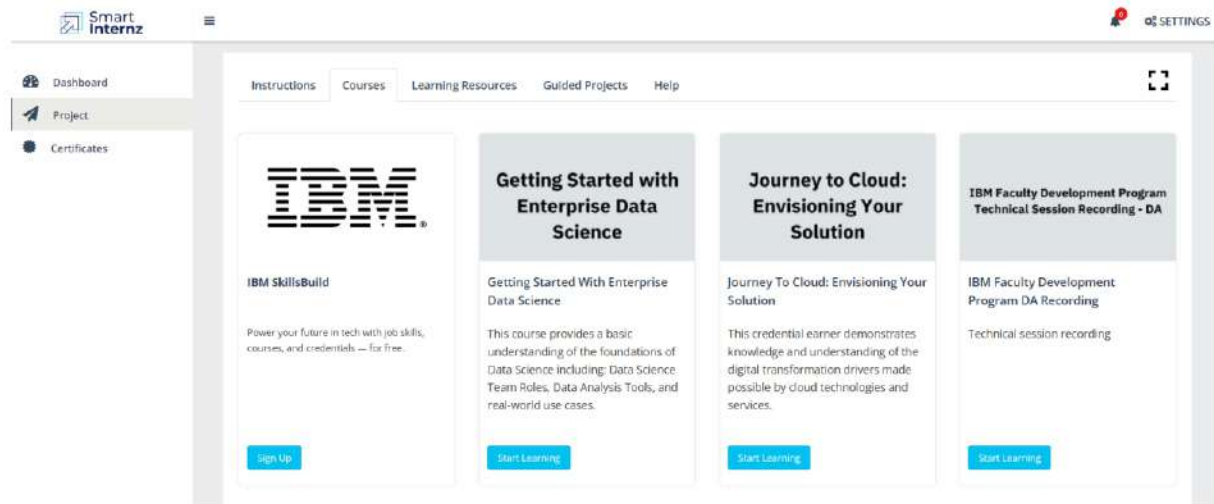 Smart
Internz
0
SETTINGS
Dashboard
Project
Certificates
Instructions
Courses
Learning Resources
Guided Projects
Help
IBM®
IBM SkillsBuild
Power your future in tech with job skills,
courses, and credentials — for free.
Sign Up
Getting Started with
Enterprise Data
Science
Getting Started With Enterprise
Data Science
This course provides a basic
understanding of the foundations of
Data Science including: Data Science
Team Roles, Data Analysis Tools, and
real-world use cases.
Start Learning
Journey to Cloud:
Envisioning Your
Solution
Journey To Cloud: Envisioning Your
Solution
This credential earner demonstrates
knowledge and understanding of the
digital transformation drivers made
possible by cloud technologies and
services.
Start Learning
IBM Faculty Development Program
Technical Session Recording - DA
IBM Faculty Development
Program DA Recording
Technical session recording
Start Learning